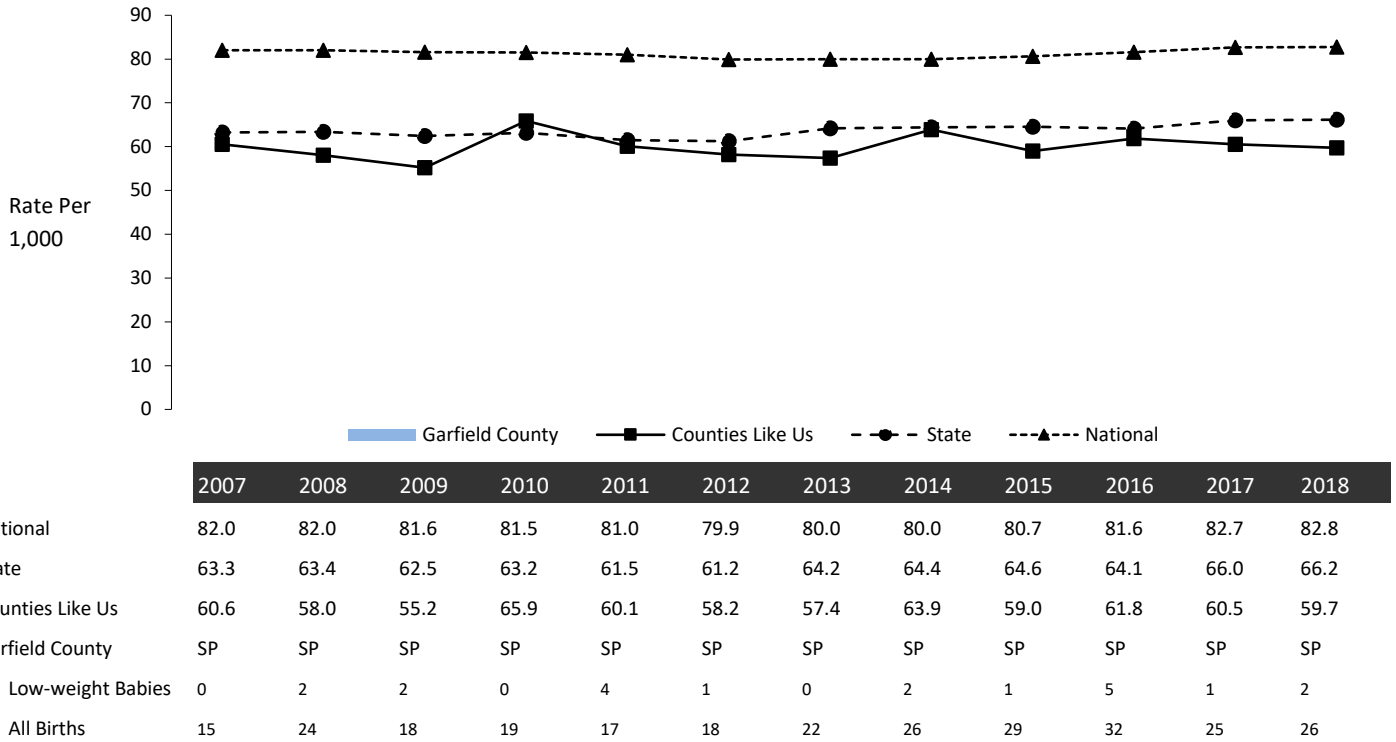 90
80
70
60
50
40
30
20
10
0
Rate Per
1,000
Garfield County Counties Like Us State National
2007 2008 2009 2010 2011 2012 2013 2014 2015 2016 2017 2018
tional 82.0 82.0 81.6 81.5 81.0 79.9 80.0 80.0 80.7 81.6 82.7 82.8
ate 63.3 63.4 62.5 63.2 61.5 61.2 64.2 64.4 64.6 64.1 66.0 66.2
unties Like Us 60.6 58.0 55.2 65.9 60.1 58.2 57.4 63.9 59.0 61.8 60.5 59.7
rfield County SP SP SP SP SP SP SP SP SP SP SP SP
Low-weight Babies 0 2 2 0 4 1 0 2 1 5 1 2
All Births 15 24 18 19 17 18 22 26 29 32 25 26